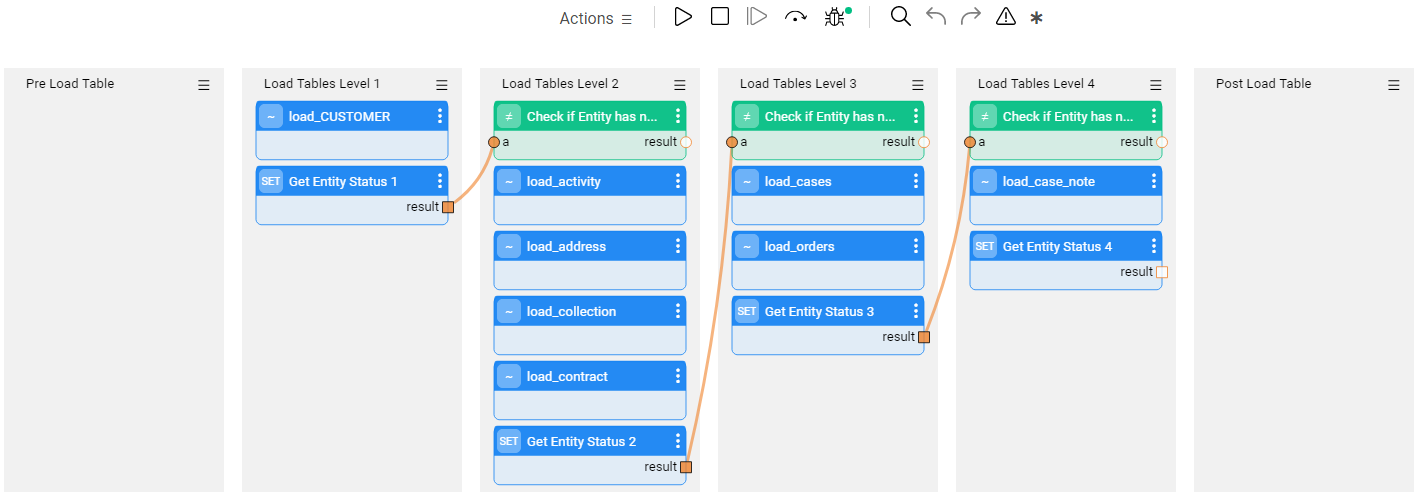 Actions
Pre Load Table
Load Tables Level 1
~ load_CUSTOMER
SET Get Entity Status 1
result
Load Tables Level 2
≠ Check if Entity has n...
a result
~ load_activity
~ load_address
~ load_collection
~ load_contract
SET Get Entity Status 2
result
Load Tables Level 3
≠ Check if Entity has n...
a result
~ load_cases
~ load_orders
SET Get Entity Status 3
result
Load Tables Level 4
≠ Check if Entity has n...
a result
~ load_case_note
SET Get Entity Status 4
result
Post Load Table